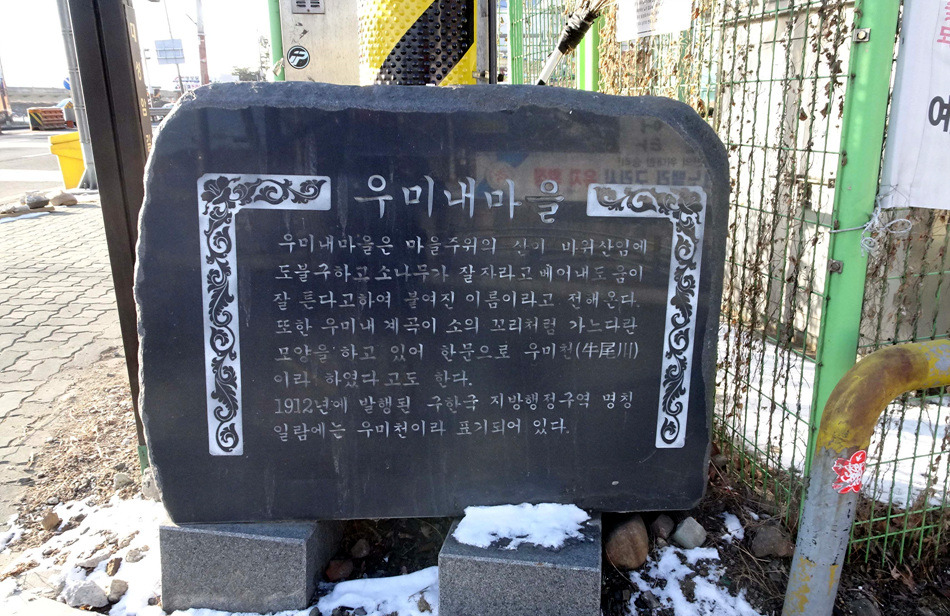 우미내마을
우미내마을은 마을주위의 산이 바위산임에
도불구하고 소나무가 잘자라고 베어내도 움이
잘 튼다고하여 붙여진 이름이라고 전해온다.
또한 우미내 계곡이 소의 꼬리처럼 가느다란
모양을 하고 있어 한문으로 우미천(牛尾川)
이라 하였다고도 한다.
1912년에 발행된 구한국 지방행정구역 명칭
일람에는 우미천이라 표기되어 있다.
예